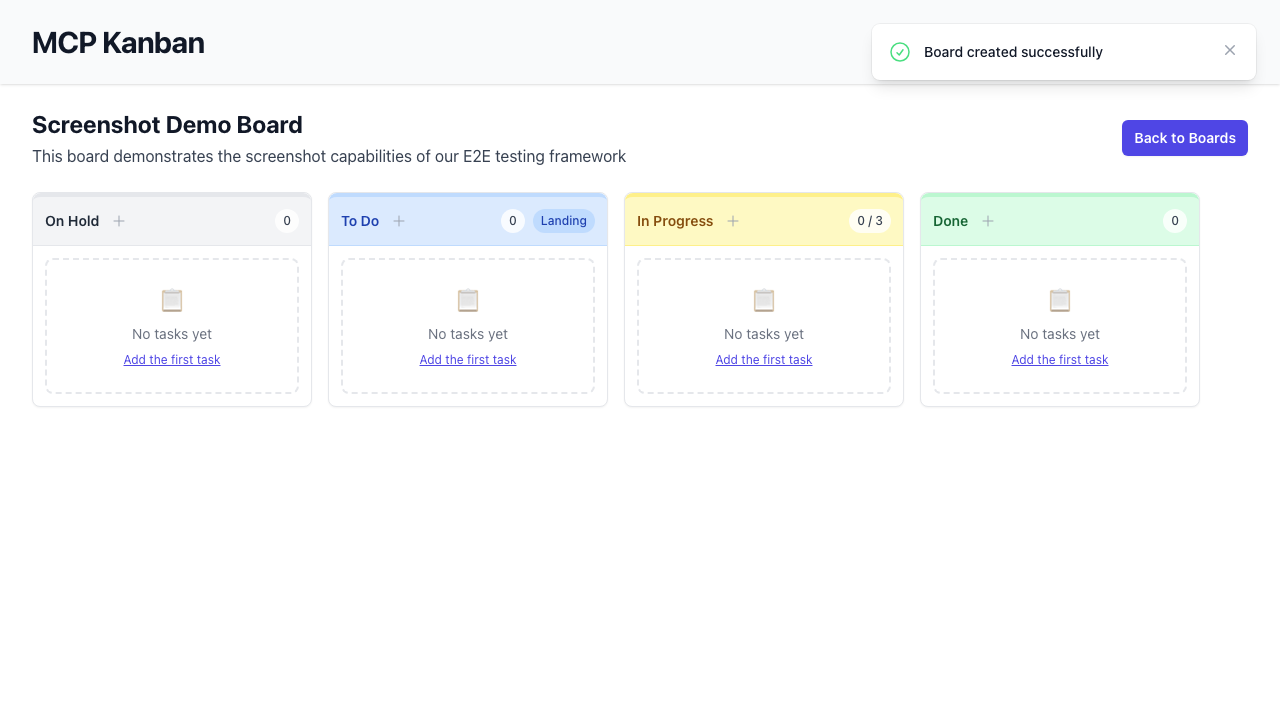 MCP Kanban
Board created successfully
Screenshot Demo Board
This board demonstrates the screenshot capabilities of our E2E testing framework
Back to Boards
On Hold
0
To Do
0
Landing
In Progress
0 / 3
Done
0
No tasks yet
Add the first task
No tasks yet
Add the first task
No tasks yet
Add the first task
No tasks yet
Add the first task